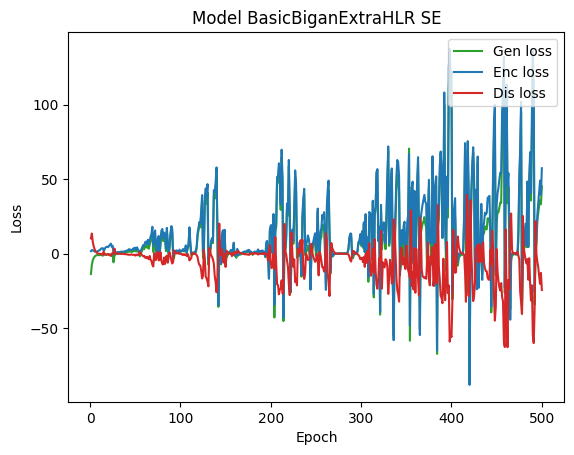 Model BasicBiganExtraHLR SE
Gen loss
Enc loss
Dis loss
100
50
0
−50
Loss
0
100
200
300
400
500
Epoch